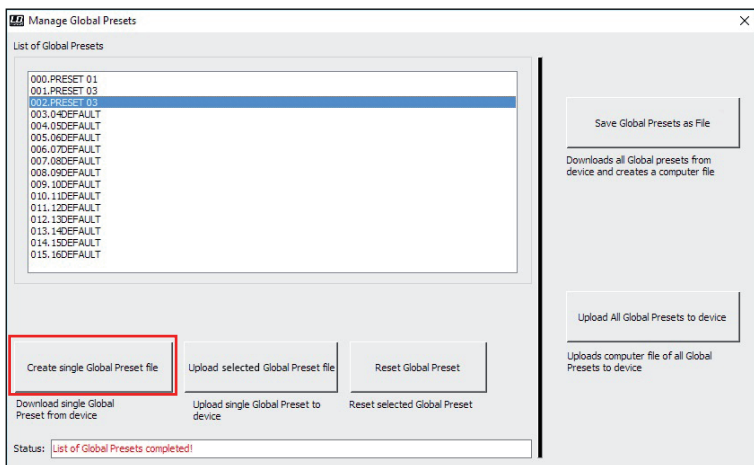 LD Manage Global Presets
List of Global Presets
000.PRESET 01
001.PRESET 03
002.PRESET 03
003.04DEFAULT
004.05DEFAULT
005.06DEFAULT
006.07DEFAULT
007.08DEFAULT
008.09DEFAULT
009.10DEFAULT
010.11DEFAULT
011.12DEFAULT
012.13DEFAULT
013.14DEFAULT
014.15DEFAULT
015.16DEFAULT
Save Global Presets as File
Downloads all Global presets from
device and creates a computer file
Upload All Global Presets to device
Uploads computer file of all Global
Presets to device
Create single Global Preset file
Download single Global
Preset from device
Upload selected Global Preset file
Upload single Global Preset to
device
Reset Global Preset
Reset selected Global Preset
Status: List of Global Presets completed!